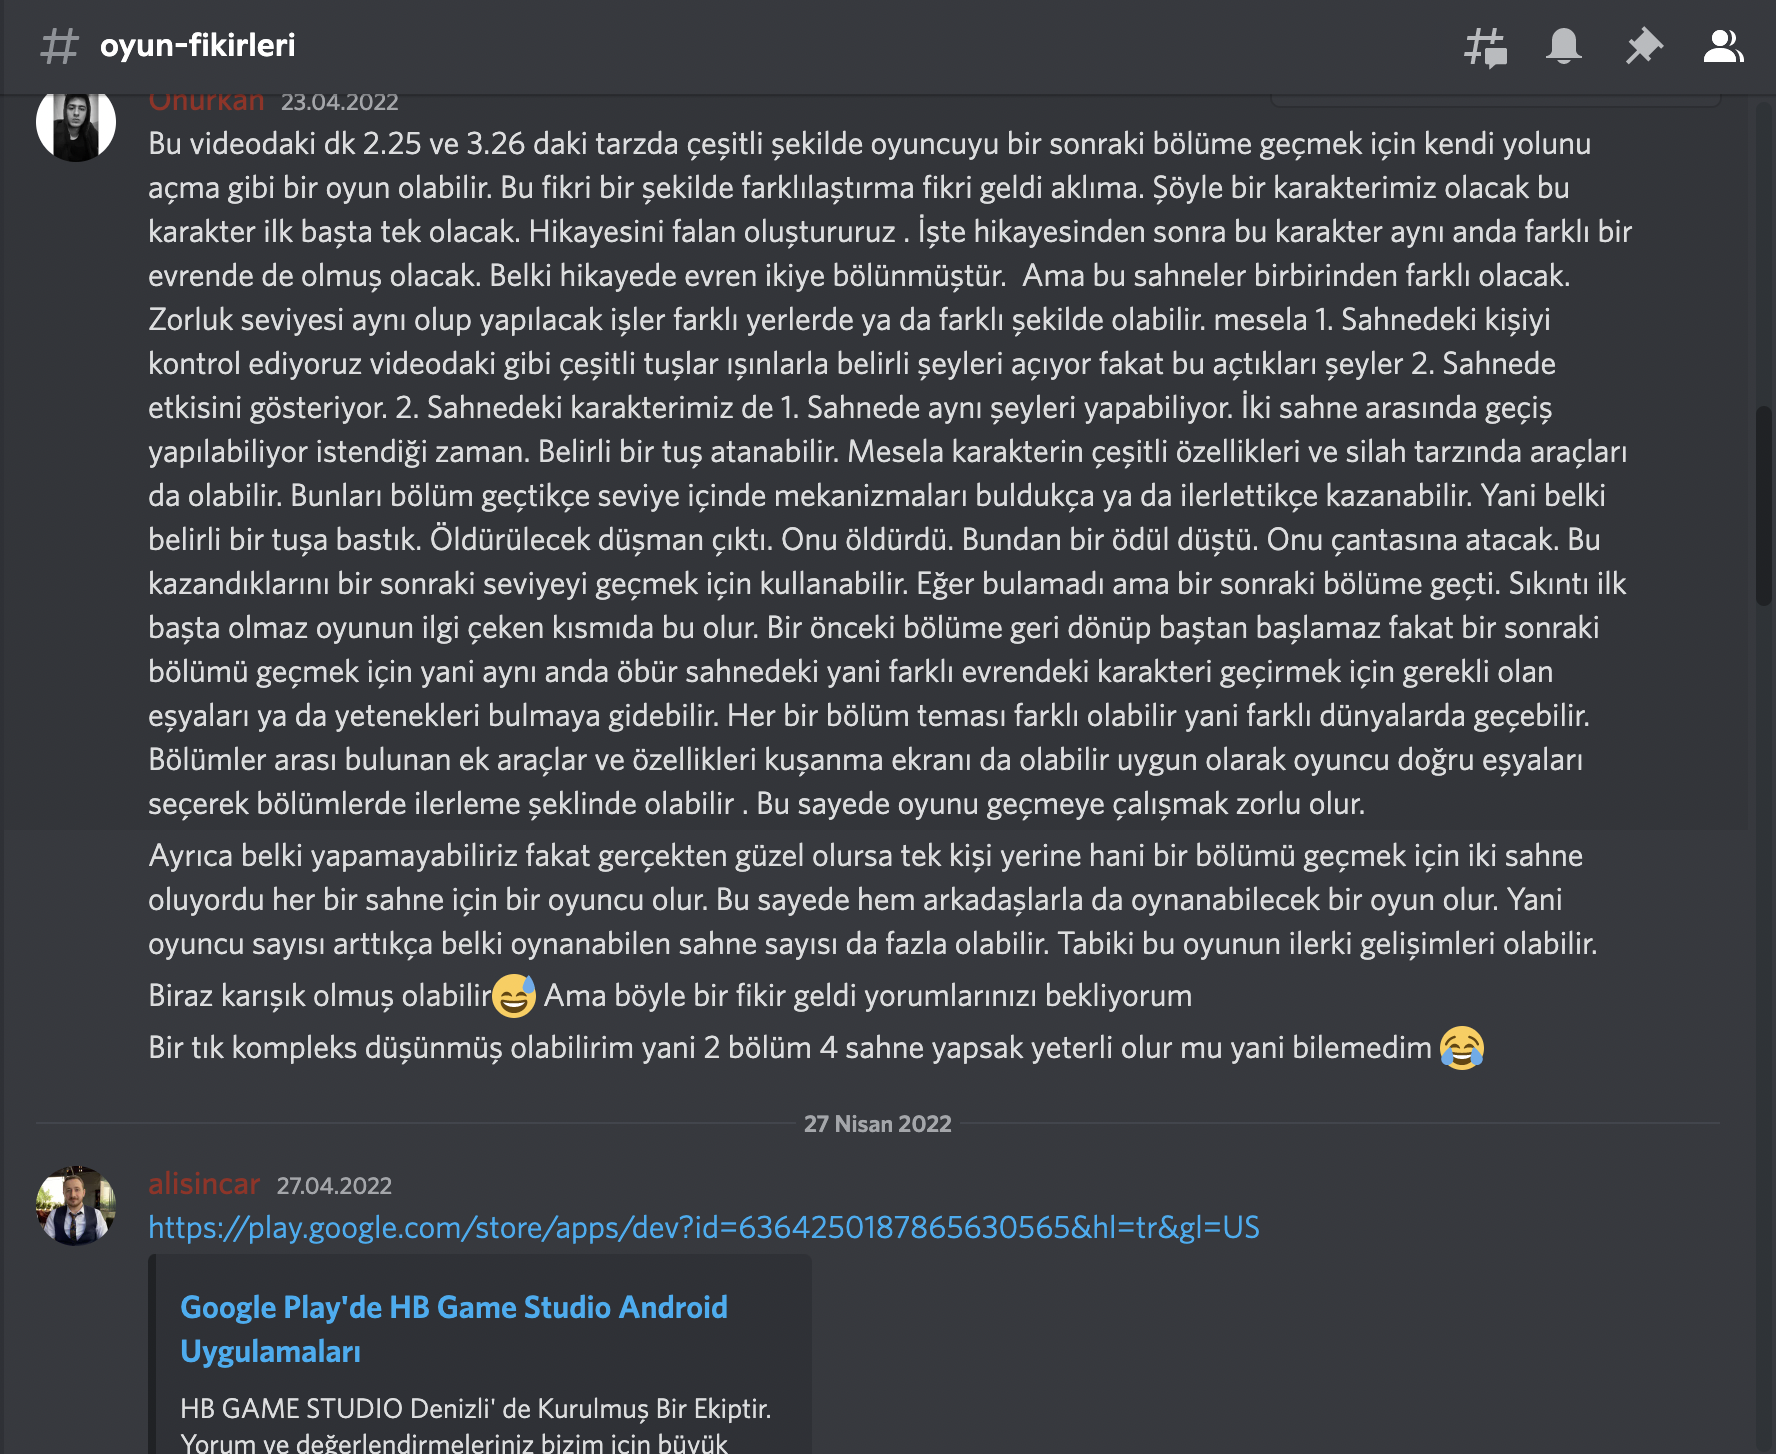 oyun-fikirleri
Onurkan 23.04.2022
Bu videodaki dk 2.25 ve 3.26 daki tarzda çeşitli şekilde oyuncuyu bir sonraki bölüme geçmek için kendi yolunu
açma gibi bir oyun olabilir. Bu fikri bir şekilde farklılaştırma fikri geldi aklıma. Şöyle bir karakterimiz olacak bu
karakter ilk başta tek olacak. Hikayesini falan oluştururuz . İşte hikayesinden sonra bu karakter aynı anda farklı bir
evrende de olmuş olacak. Belki hikayede evren ikiye bölünmüştür.  Ama bu sahneler birbirinden farklı olacak.
Zorluk seviyesi aynı olup yapılacak işler farklı yerlerde ya da farklı şekilde olabilir. mesela 1. Sahnedeki kişiyi
kontrol ediyoruz videodaki gibi çeşitli tuşlar ışınlarla belirli şeyleri açıyor fakat bu açtıkları şeyler 2. Sahnede
etkisini gösteriyor. 2. Sahnedeki karakterimiz de 1. Sahnede aynı şeyleri yapabiliyor. İki sahne arasında geçiş
yapılabiliyor istendiği zaman. Belirli bir tuş atanabilir. Mesela karakterin çeşitli özellikleri ve silah tarzında araçları
da olabilir. Bunları bölüm geçtikçe seviye içinde mekanizmaları buldukça ya da ilerlettikçe kazanabilir. Yani belki
belirli bir tuşa bastık. Öldürülecek düşman çıktı. Onu öldürdü. Bundan bir ödül düştü. Onu çantasına atacak. Bu
kazandıklarını bir sonraki seviyeyi geçmek için kullanabilir. Eğer bulamadı ama bir sonraki bölüme geçti. Sıkıntı ilk
başta olmaz oyunun ilgi çeken kısmıda bu olur. Bir önceki bölüme geri dönüp baştan başlamaz fakat bir sonraki
bölümü geçmek için yani aynı anda öbür sahnedeki yani farklı evrendeki karakteri geçirmek için gerekli olan
eşyaları ya da yetenekleri bulmaya gidebilir. Her bir bölüm teması farklı olabilir yani farklı dünyalarda geçebilir.
Bölümler arası bulunan ek araçlar ve özellikleri kuşanma ekranı da olabilir uygun olarak oyuncu doğru eşyaları
seçerek bölümlerde ilerleme şeklinde olabilir . Bu sayede oyunu geçmeye çalışmak zorlu olur.
Ayrıca belki yapamayabiliriz fakat gerçekten güzel olursa tek kişi yerine hani bir bölümü geçmek için iki sahne
oluyordu her bir sahne için bir oyuncu olur. Bu sayede hem arkadaşlarla da oynanabilecek bir oyun olur. Yani
oyuncu sayısı arttıkça belki oynanabilen sahne sayısı da fazla olabilir. Tabiki bu oyunun ilerki gelişimleri olabilir.
Biraz karışık olmuş olabilir😅 Ama böyle bir fikir geldi yorumlarınızı bekliyorum
Bir tık kompleks düşünmüş olabilirim yani 2 bölüm 4 sahne yapsak yeterli olur mu yani bilemedim 😂
27 Nisan 2022
alisincar 27.04.2022
https://play.google.com/store/apps/dev?id=6364250187865630565&hl=tr&gl=US
Google Play'de HB Game Studio Android
Uygulamaları
HB GAME STUDIO Denizli' de Kurulmuş Bir Ekiptir.
Yorum ve değerlendirmeleriniz bizim için büyük